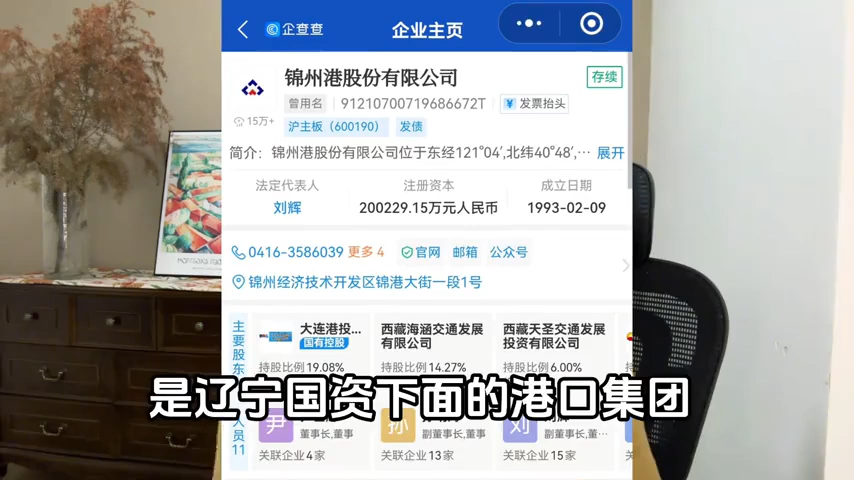 企查查
企业主页
锦州港股份有限公司
存续
曾用名
91210700719686672T
¥ 发票抬头
15万+
沪主板（600190）
发债
简介：锦州港股份有限公司位于东经121°04′,北纬40°48′,… 展开
法定代表人
注册资本
成立日期
刘辉
200229.15万元人民币
1993-02-09
0416-3586039 更多 4
官网
邮箱
公众号
锦州经济技术开发区锦港大街一段1号
主要股东
大连港投...
国有控股
持股比例 19.08%
西藏海涵交通发展
有限公司
持股比例 14.27%
西藏天圣交通发展
投资有限公司
持股比例 6.00%
是辽宁国资下面的港口集团
人员11
尹
董事长,董事
关联企业 4家
孙
副董事长,董事
关联企业 13家
刘
副董事长,董…
关联企业 15家